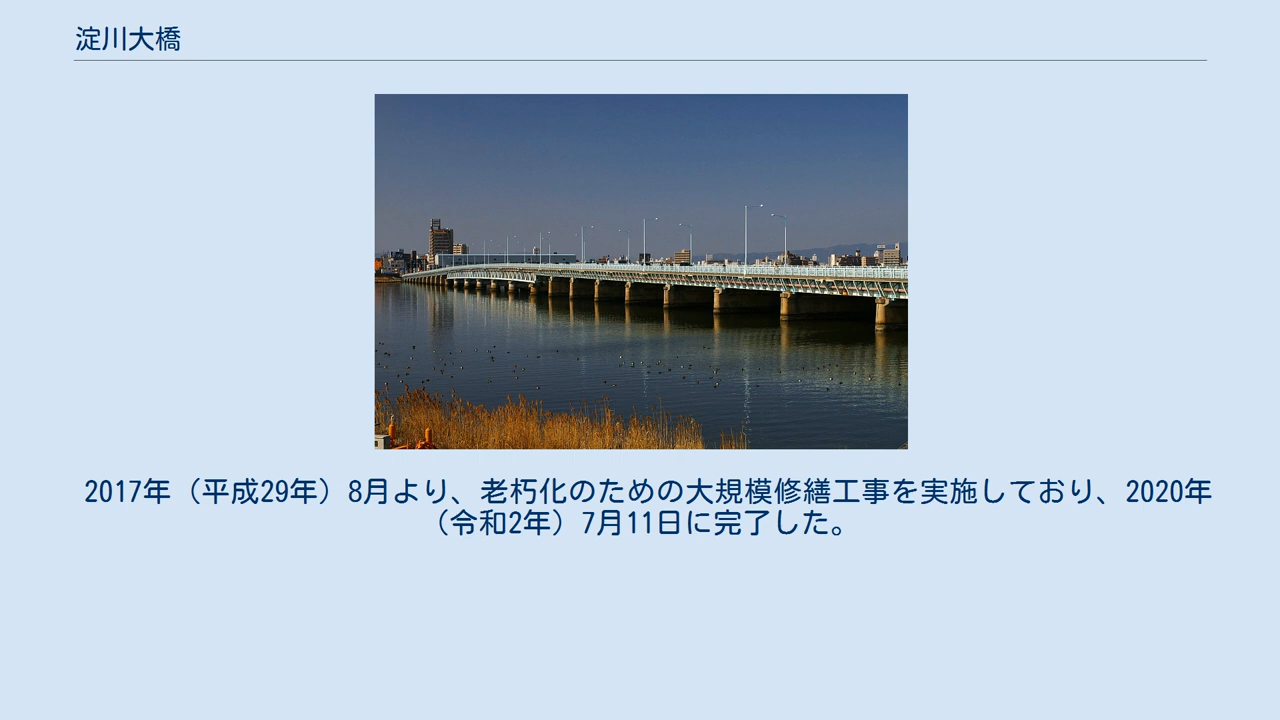 淀川大橋
2017年（平成29年）8月より、老朽化のための大規模修繕工事を実施しており、2020年
（令和2年）7月11日に完了した。